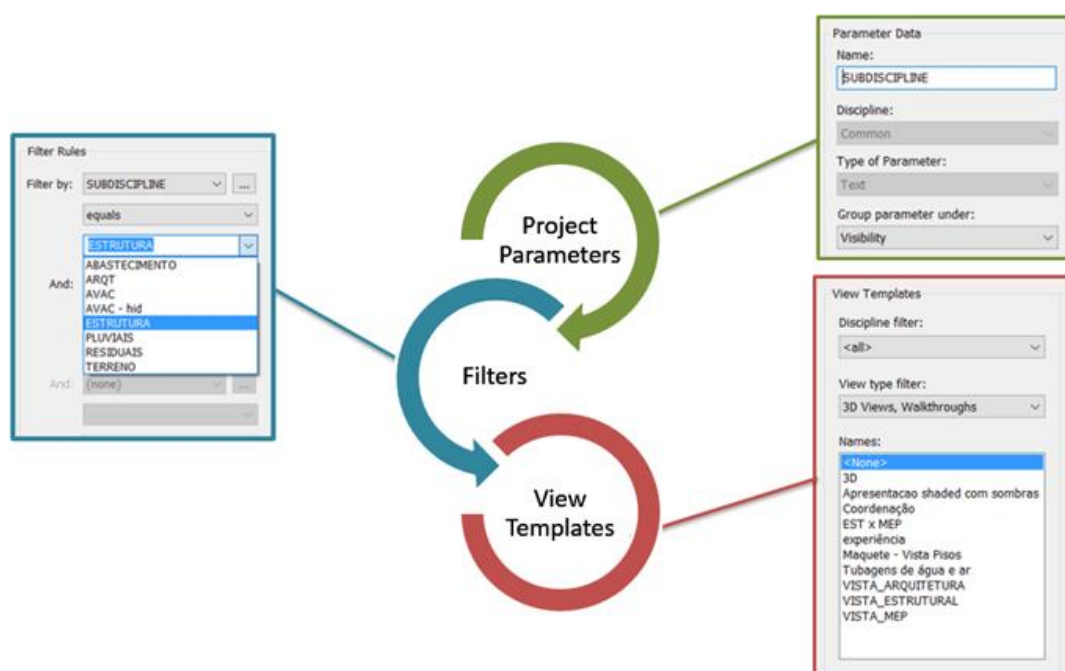 Parameter Data
Name:
SUBDISCIPLINE
Discipline:
Common
Type of Parameter:
Text
Group parameter under:
Visibility
Filter Rules
Filter by: SUBDISCIPLINE ...
equals
ESTRUTURA
ABASTECIMENTO
ARQT
And: AVAC
AVAC - hid
ESTRUTURA
PLUVIAIS
RESIDUAIS
TERRENO
And: (none) ...
Project
Parameters
Filters
View
Templates
View Templates
Discipline filter:
<all>
View type filter:
3D Views, Walkthroughs
Names:
<None>
3D
Apresentacao shaded com sombras
Coordenação
EST x MEP
experiência
Maquete - Vista Pisos
Tubagens de água e ar
VISTA_ARQUITETURA
VISTA_ESTRUTURAL
VISTA_MEP